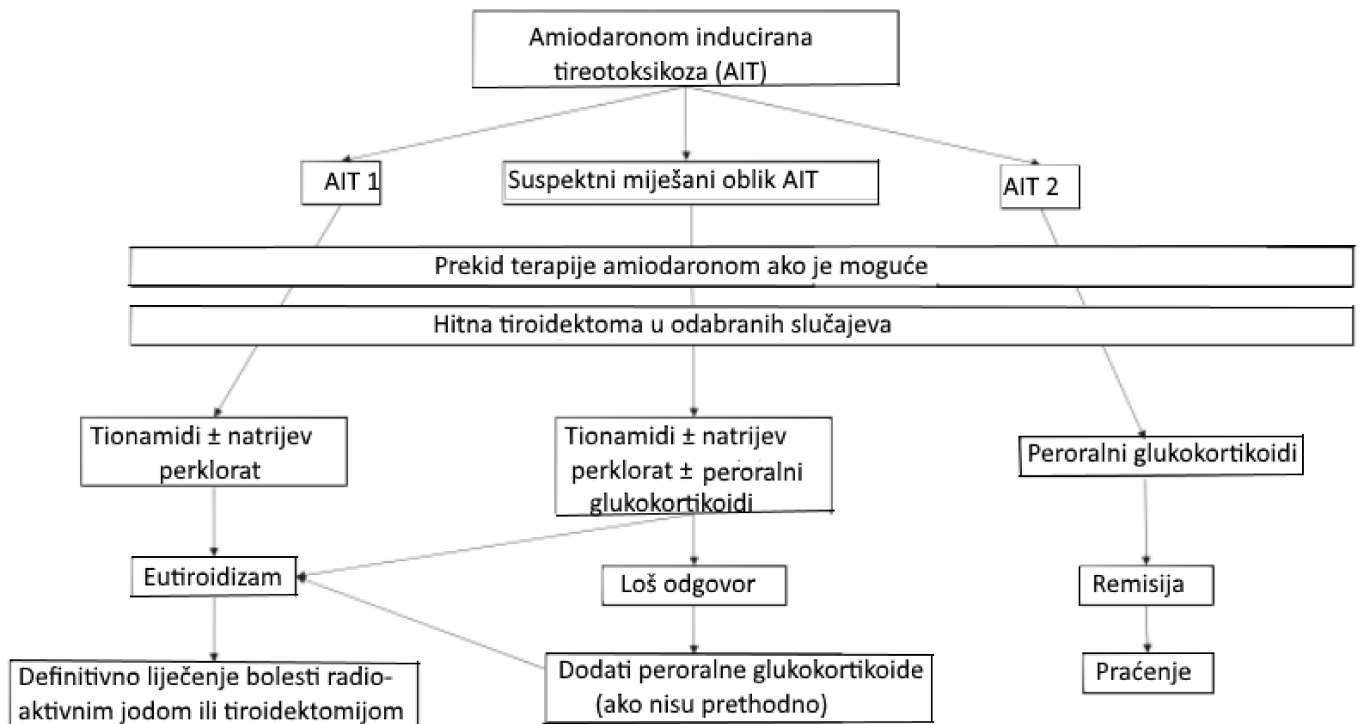 Amiodaronom inducirana
tireotoksikoza (AIT)
AIT 1
Suspektni miješani oblik AIT
AIT 2
Prekid terapije amiodaronom ako je moguće
Hitna tiroidektoma u odabranih slučajeva
Tionamidi ± natrijev
perklorat
Tionamidi ± natrijev
perklorat ± peroralni
glukokortikoidi
Peroralni glukokortikoidi
Eutiroidizam
Loš odgovor
Remisija
Definitivno liječenje bolesti radio-
aktivnim jodom ili tiroidektomijom
Dodati peroralne glukokortikoide
(ako nisu prethodno)
Praćenje